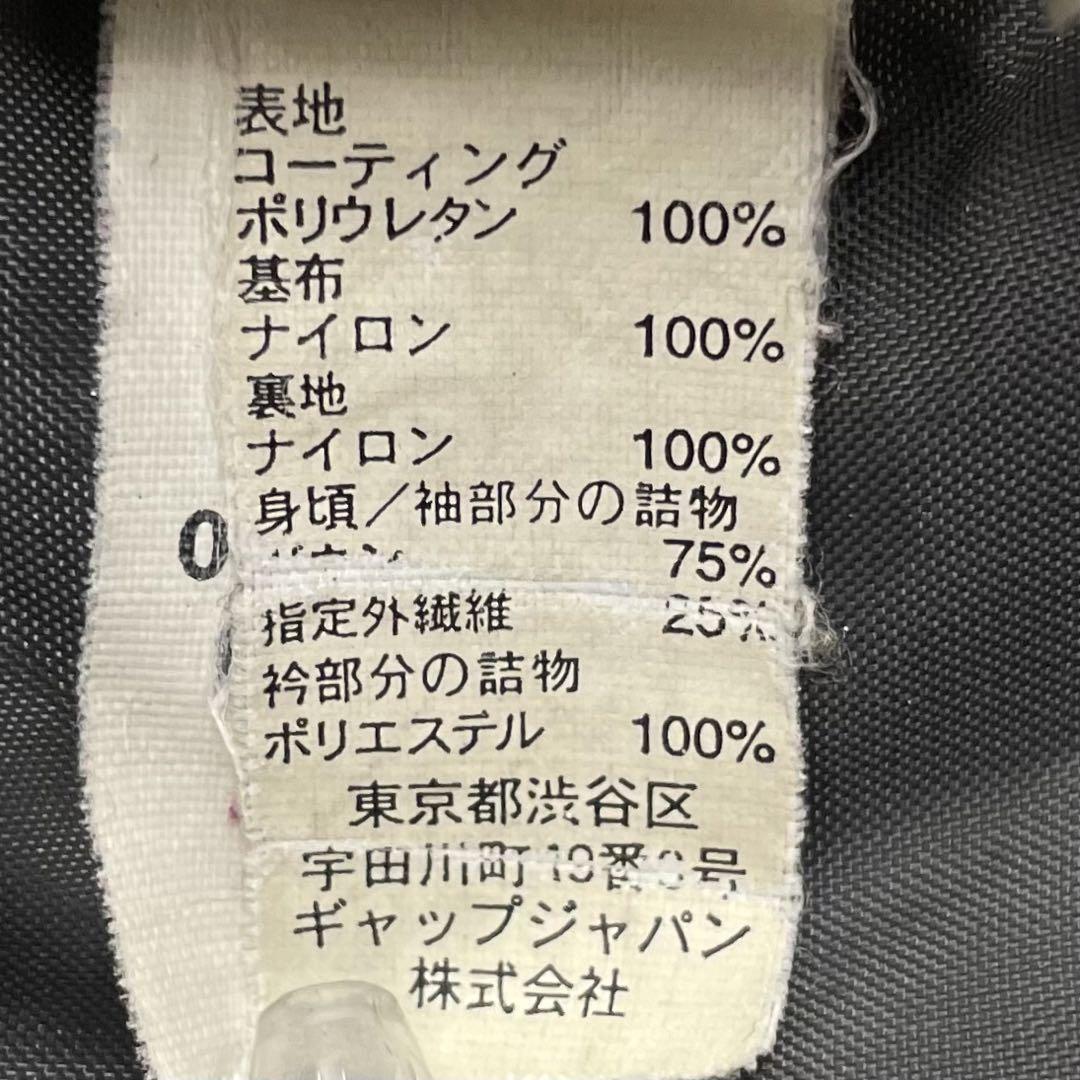 表地
コーティング
ポリウレタン 100%
基布
ナイロン 100%
裏地
ナイロン 100%
身頃/袖部分の詰物
75%
指定外繊維 25%
衿部分の詰物
ポリエステル 100%
東京都渋谷区
宇田川町
ギャップジャパン
株式会社
0